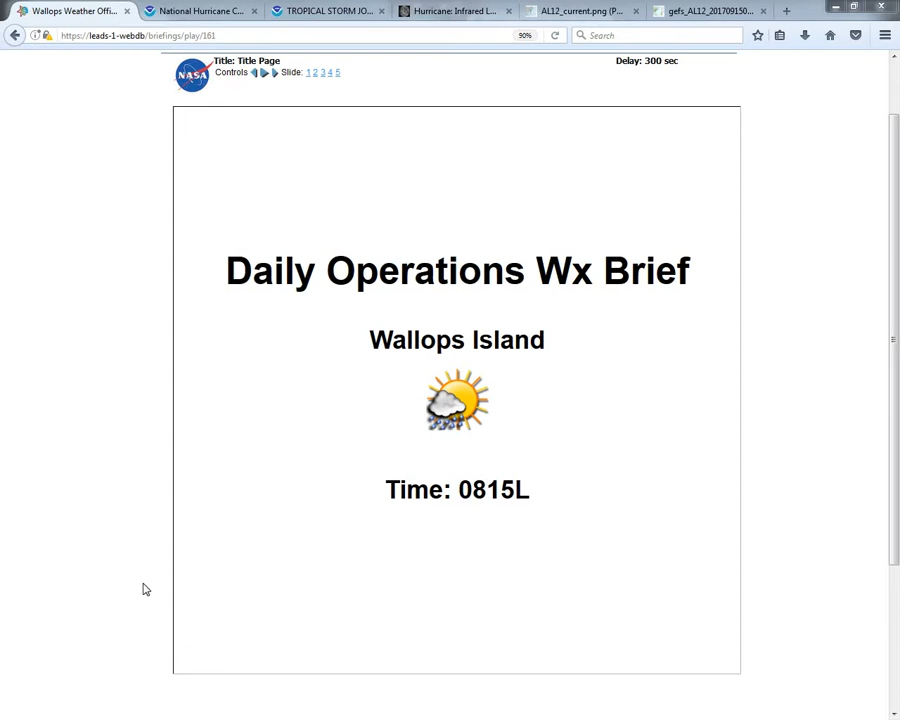 Wallops Weather Offi...
National Hurricane C...
TROPICAL STORM JO...
Hurricane: Infrared L...
AL12_current.png (P...
gefs_AL12_201709150...
https://leads-1-webdb/briefings/play/161
90%
Search
Title: Title Page
Delay: 300 sec
NASA
Controls Slide: 1 2 3 4 5
Daily Operations Wx Brief
Wallops Island
Time: 0815L